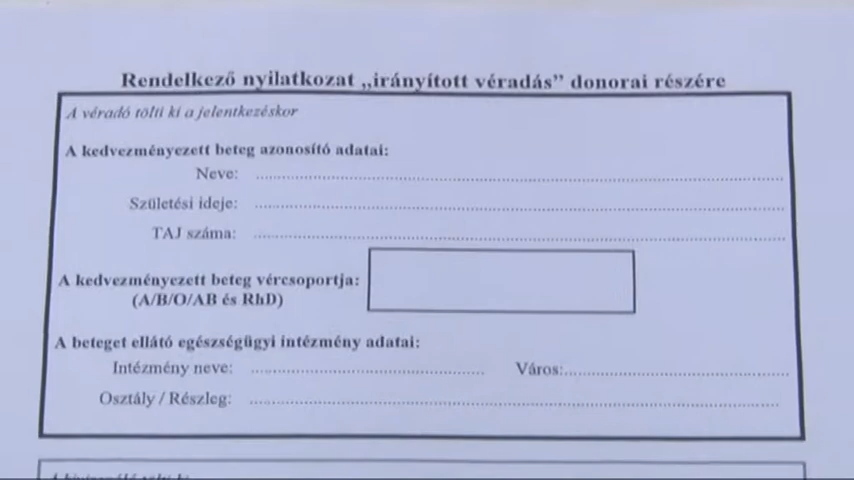 Rendelkező nyilatkozat „irányított véradás” donorai részére
A véradó tölti ki a jelentkezéskor
A kedvezményezett beteg azonosító adatai:
Neve:
Születési ideje:
TAJ száma:
A kedvezményezett beteg vércsoportja:
(A/B/O/AB és RhD)
A beteget ellátó egészségügyi intézmény adatai:
Intézmény neve: Város:
Osztály / Részleg: